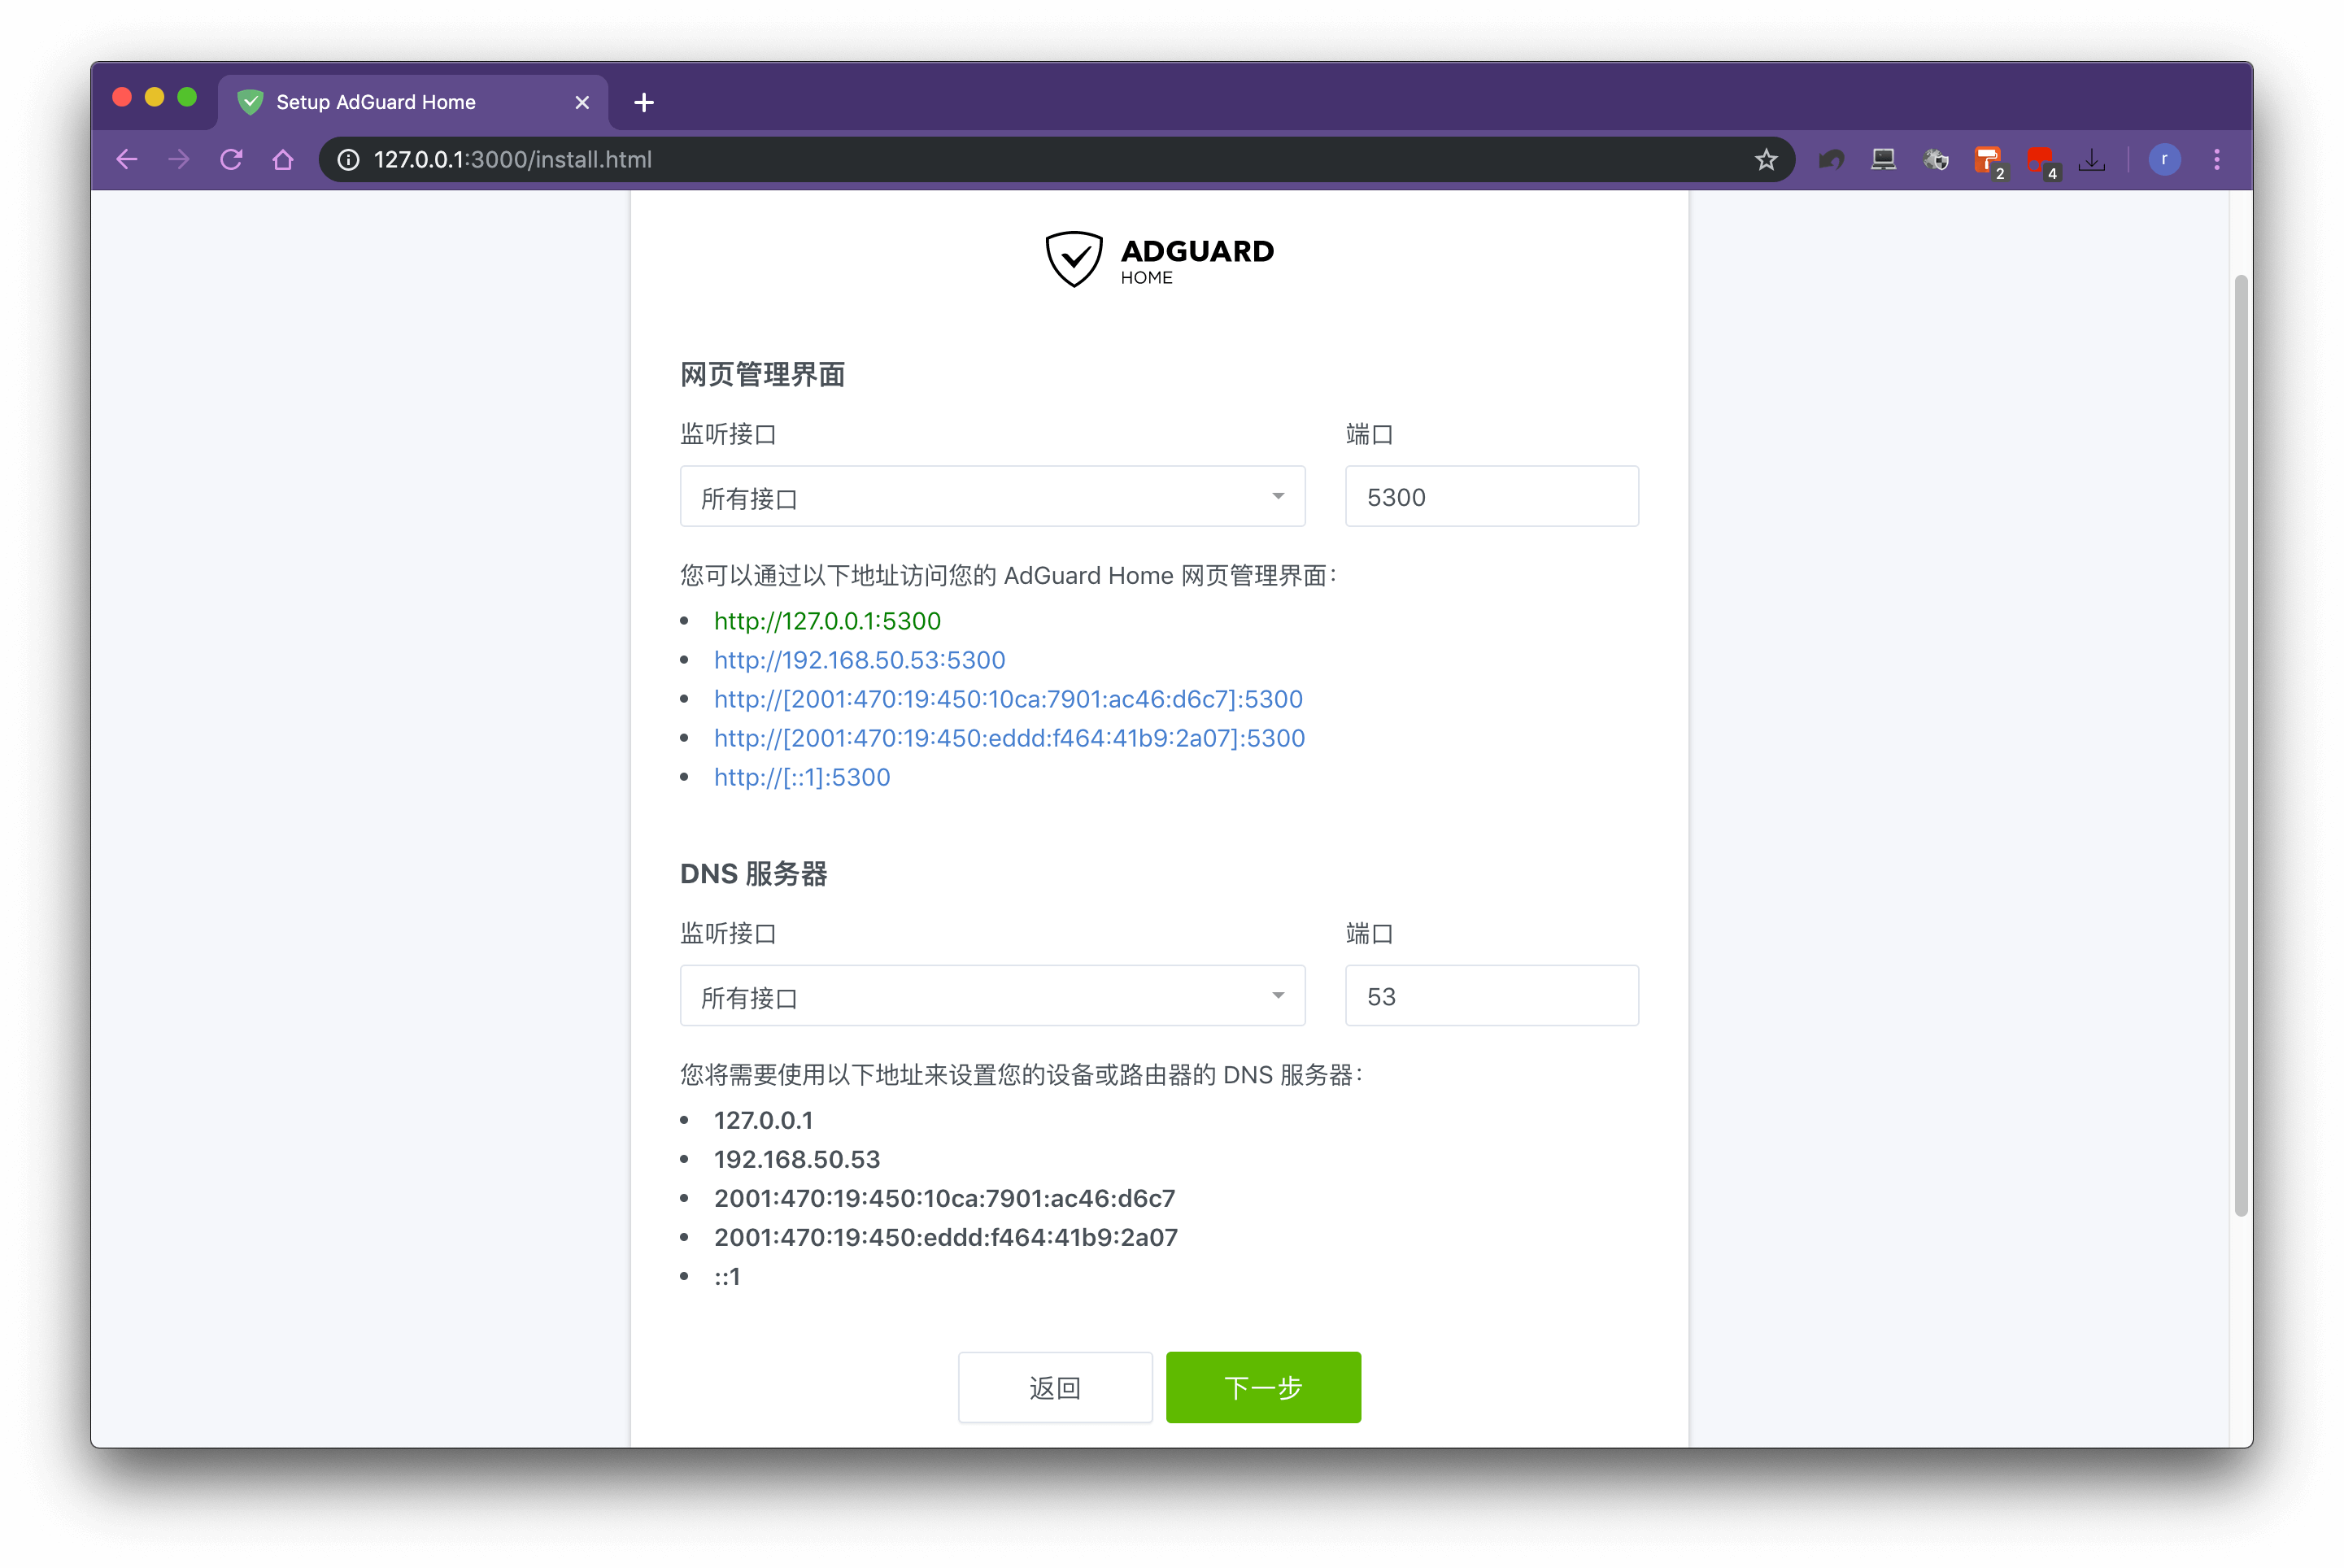 Setup AdGuard Home
127.0.0.1:3000/install.html
2
4
r
ADGUARD
HOME
网页管理界面
监听接口 端口
所有接口 5300
您可以通过以下地址访问您的 AdGuard Home 网页管理界面：
http://127.0.0.1:5300
http://192.168.50.53:5300
http://[2001:470:19:450:10ca:7901:ac46:d6c7]:5300
http://[2001:470:19:450:eddd:f464:41b9:2a07]:5300
http://[::1]:5300
DNS 服务器
监听接口 端口
所有接口 53
您将需要使用以下地址来设置您的设备或路由器的 DNS 服务器：
127.0.0.1
192.168.50.53
2001:470:19:450:10ca:7901:ac46:d6c7
2001:470:19:450:eddd:f464:41b9:2a07
::1
返回 下一步